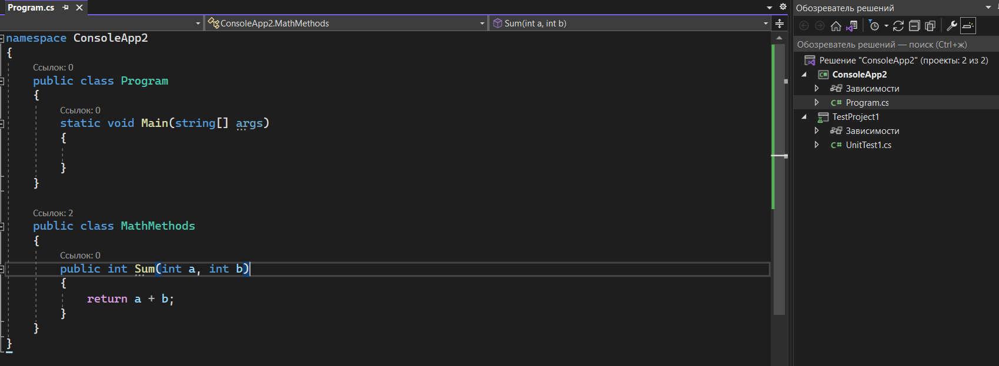 Program.cs
ConsoleApp2.MathMethods
Sum(int a, int b)
namespace ConsoleApp2
{
Ссылок: 0
public class Program
{
Ссылок: 0
static void Main(string[] args)
{
}
}
Ссылок: 2
public class MathMethods
{
Ссылок: 0
public int Sum(int a, int b)
{
return a + b;
}
}
}
Обозреватель решений
Обозреватель решений — поиск (Ctrl+ж)
Решение "ConsoleApp2" (проекты: 2 из 2)
C# ConsoleApp2
Зависимости
C# Program.cs
TestProject1
Зависимости
C# UnitTest1.cs